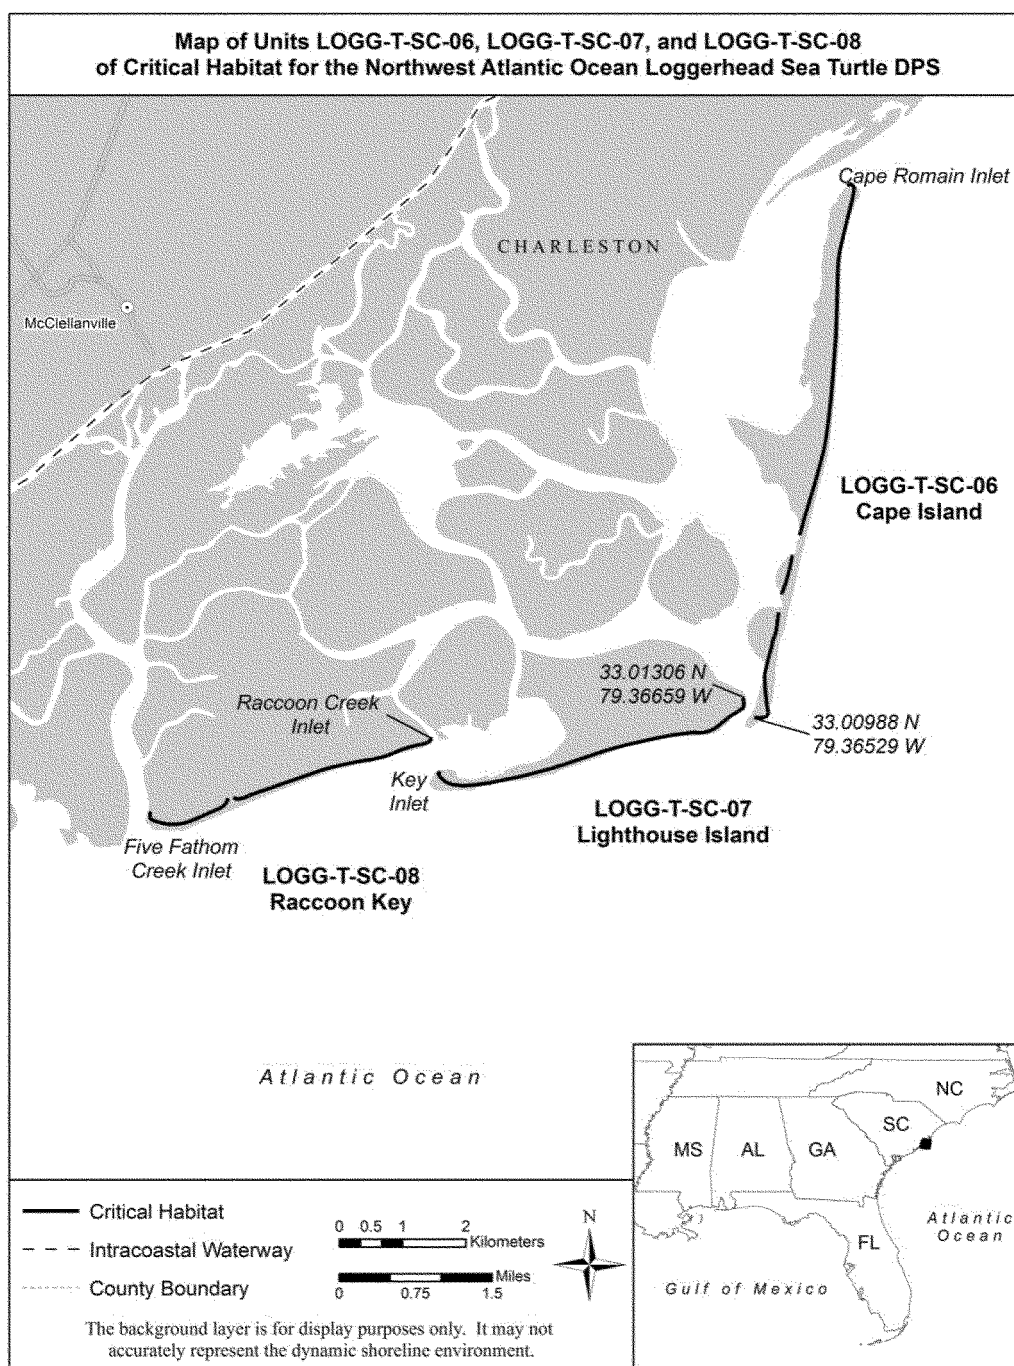 Map of Units LOGG-T-SC-06, LOGG-T-SC-07, and LOGG-T-SC-08
of Critical Habitat for the Northwest Atlantic Ocean Loggerhead Sea Turtle DPS
Cape Romain Inlet
CHARLESTON
McClellanville
LOGG-T-SC-06
Cape Island
33.01306 N
79.36659 W
Raccoon Creek
Inlet
33.00988 N
79.36529 W
Key
Inlet
LOGG-T-SC-07
Lighthouse Island
Five Fathom
Creek Inlet
LOGG-T-SC-08
Raccoon Key
Atlantic Ocean
NC
SC
MS
AL
GA
Atlantic
Ocean
FL
Gulf of Mexico
Critical Habitat
Intracoastal Waterway
County Boundary
0 0.5 1 2
Kilometers
Miles
0 0.75 1.5
N
The background layer is for display purposes only. It may not
accurately represent the dynamic shoreline environment.